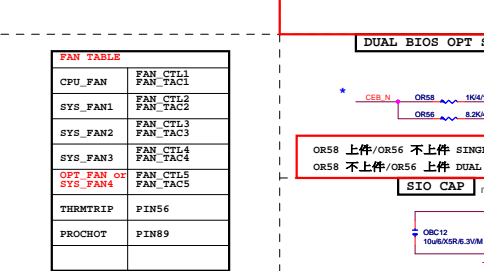 FAN TABLE
CPU_FAN
FAN_CTL1
FAN_TAC1
SYS_FAN1
FAN_CTL2
FAN_TAC2
SYS_FAN2
FAN_CTL3
FAN_TAC3
SYS_FAN3
FAN_CTL4
FAN_TAC4
OPT_FAN or
SYS_FAN4
FAN_CTL5
FAN_TAC5
THRMTRIP
PIN56
PROCHOT
PIN89
DUAL BIOS OPT
*
CEB_N
OR58
1K/4/
OR56
8.2K/
OR58 上件/OR56 不上件 SING
OR58 不上件/OR56 上件 DUAL
SIO CAP
OBC12
10u/6/X5R/6.3V/M